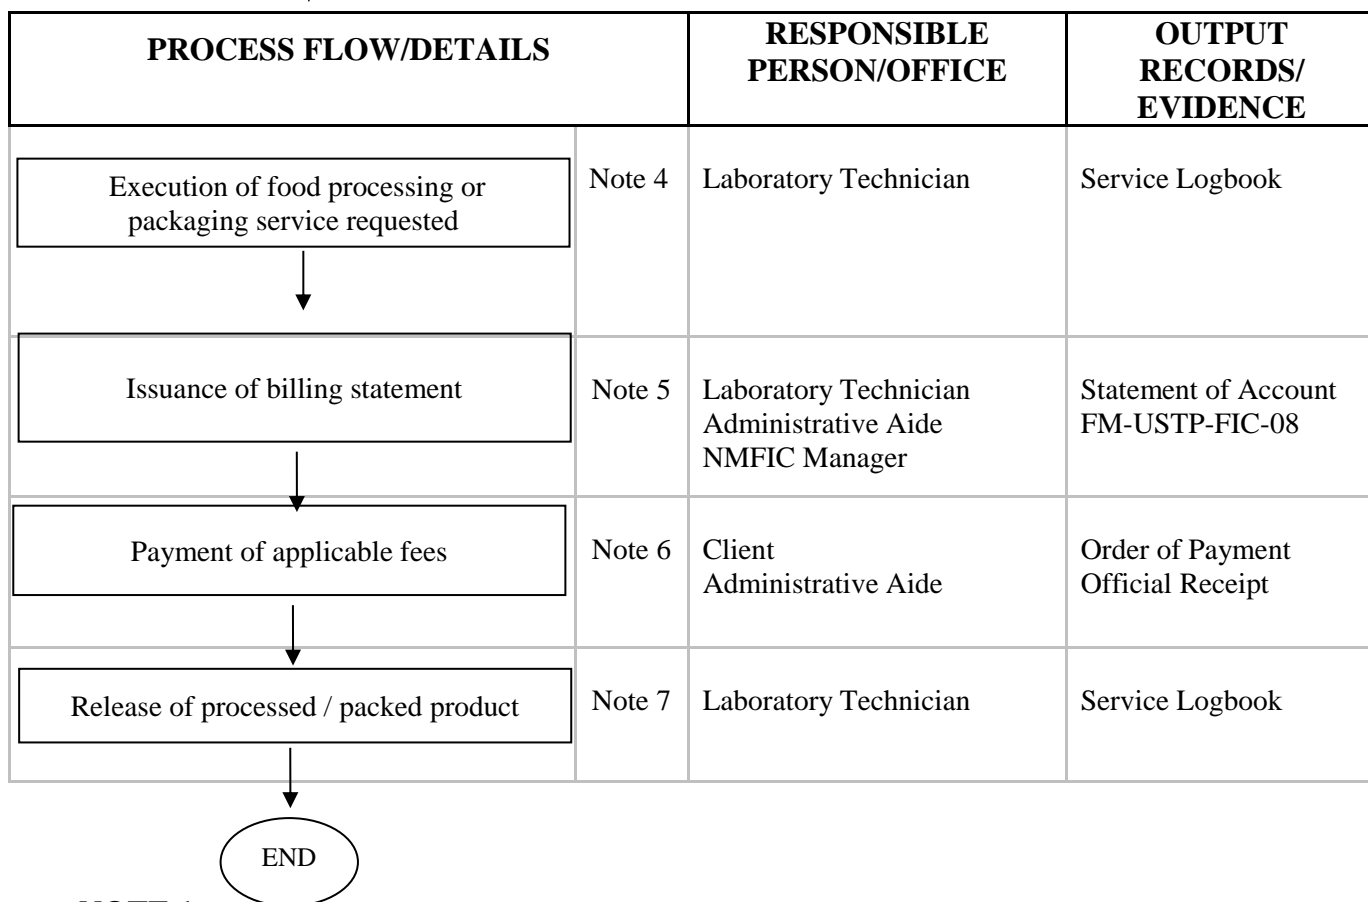 PROCESS FLOW/DETAILS
RESPONSIBLE
PERSON/OFFICE
OUTPUT
RECORDS/
EVIDENCE
Execution of food processing or
packaging service requested
Note 4
Laboratory Technician
Service Logbook
Issuance of billing statement
Note 5
Laboratory Technician
Administrative Aide
NMFIC Manager
Statement of Account
FM-USTP-FIC-08
Payment of applicable fees
Note 6
Client
Administrative Aide
Order of Payment
Official Receipt
Release of processed / packed product
Note 7
Laboratory Technician
Service Logbook
END